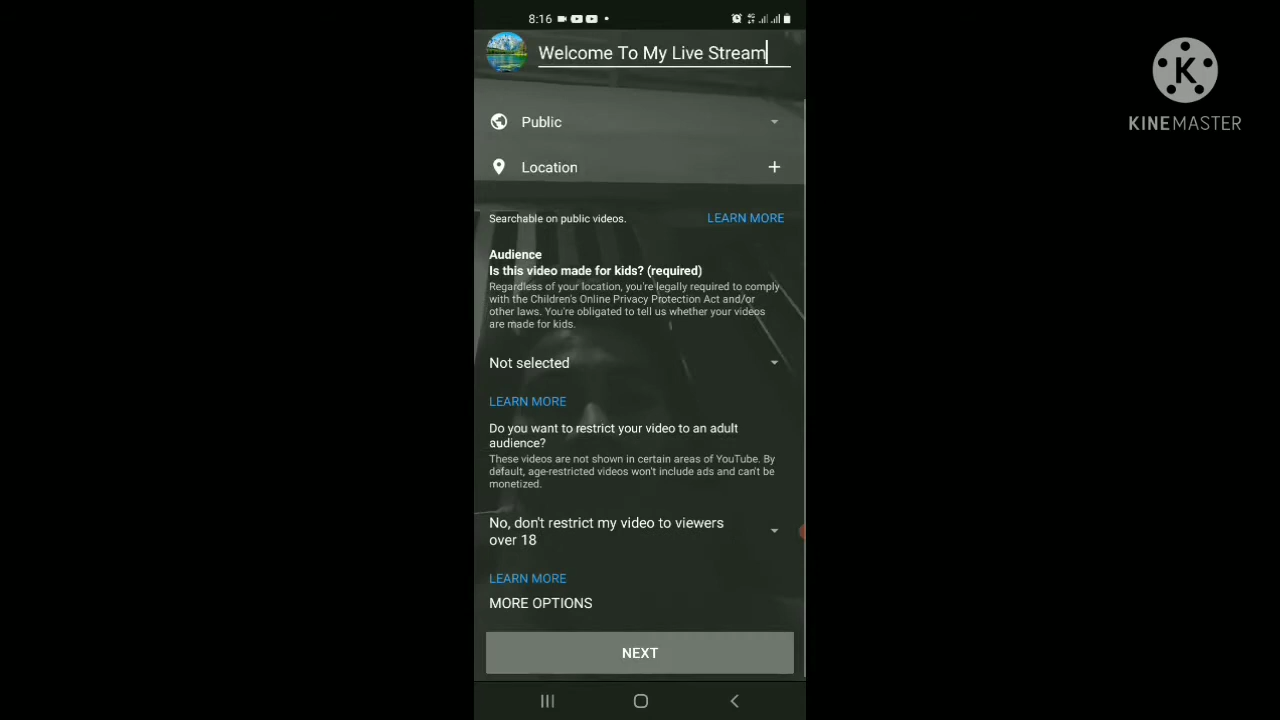 8:16
Welcome To My Live Stream
K
KINEMASTER
Public
Location
Searchable on public videos.
LEARN MORE
Audience
Is this video made for kids? (required)
Regardless of your location, you're legally required to comply
with the Children's Online Privacy Protection Act and/or
other laws. You're obligated to tell us whether your videos
are made for kids.
Not selected
LEARN MORE
Do you want to restrict your video to an adult
audience?
These videos are not shown in certain areas of YouTube. By
default, age-restricted videos won't include ads and can't be
monetized.
No, don't restrict my video to viewers
over 18
LEARN MORE
MORE OPTIONS
NEXT